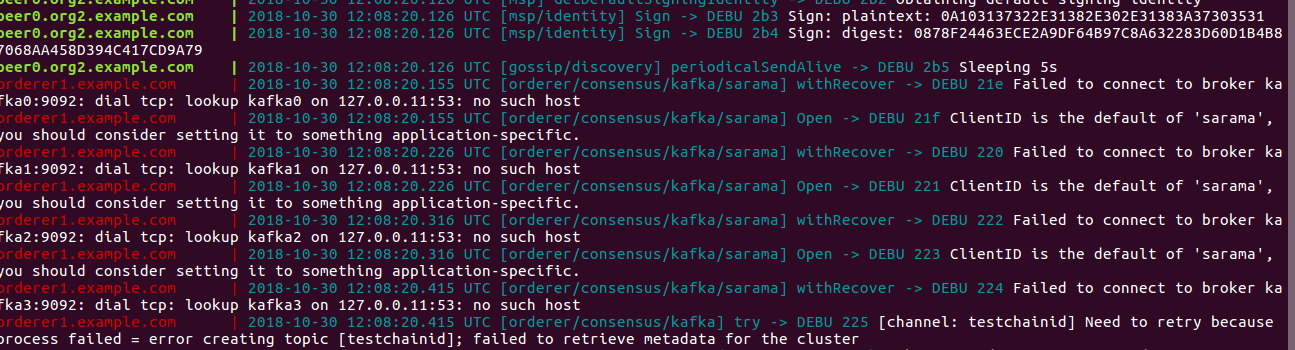 peer0.org2.example.com | 2018-10-30 12:08:20.126 UTC [msp] GetDefaultSigningIdentity -> DEBU 2b2 Obtaining default signing identity
peer0.org2.example.com | 2018-10-30 12:08:20.126 UTC [msp/identity] Sign -> DEBU 2b3 Sign: plaintext: 0A103137322E31382E302E31383A37303531
peer0.org2.example.com | 2018-10-30 12:08:20.126 UTC [msp/identity] Sign -> DEBU 2b4 Sign: digest: 0878F24463ECE2A9DF64B97C8A632283D60D1B4B8
7068AA458D394C417CD9A79
peer0.org2.example.com | 2018-10-30 12:08:20.126 UTC [gossip/discovery] periodicalSendAlive -> DEBU 2b5 Sleeping 5s
orderer1.example.com | 2018-10-30 12:08:20.155 UTC [orderer/consensus/kafka/sarama] withRecover -> DEBU 21e Failed to connect to broker ka
fka0:9092: dial tcp: lookup kafka0 on 127.0.0.11:53: no such host
orderer1.example.com | 2018-10-30 12:08:20.155 UTC [orderer/consensus/kafka/sarama] Open -> DEBU 21f ClientID is the default of 'sarama',
you should consider setting it to something application-specific.
orderer1.example.com | 2018-10-30 12:08:20.226 UTC [orderer/consensus/kafka/sarama] withRecover -> DEBU 220 Failed to connect to broker ka
fka1:9092: dial tcp: lookup kafka1 on 127.0.0.11:53: no such host
orderer1.example.com | 2018-10-30 12:08:20.226 UTC [orderer/consensus/kafka/sarama] Open -> DEBU 221 ClientID is the default of 'sarama',
you should consider setting it to something application-specific.
orderer1.example.com | 2018-10-30 12:08:20.316 UTC [orderer/consensus/kafka/sarama] withRecover -> DEBU 222 Failed to connect to broker ka
fka2:9092: dial tcp: lookup kafka2 on 127.0.0.11:53: no such host
orderer1.example.com | 2018-10-30 12:08:20.316 UTC [orderer/consensus/kafka/sarama] Open -> DEBU 223 ClientID is the default of 'sarama',
you should consider setting it to something application-specific.
orderer1.example.com | 2018-10-30 12:08:20.415 UTC [orderer/consensus/kafka/sarama] withRecover -> DEBU 224 Failed to connect to broker ka
fka3:9092: dial tcp: lookup kafka3 on 127.0.0.11:53: no such host
orderer1.example.com | 2018-10-30 12:08:20.415 UTC [orderer/consensus/kafka] try -> DEBU 225 [channel: testchainid] Need to retry because
process failed = error creating topic [testchainid]; failed to retrieve metadata for the cluster